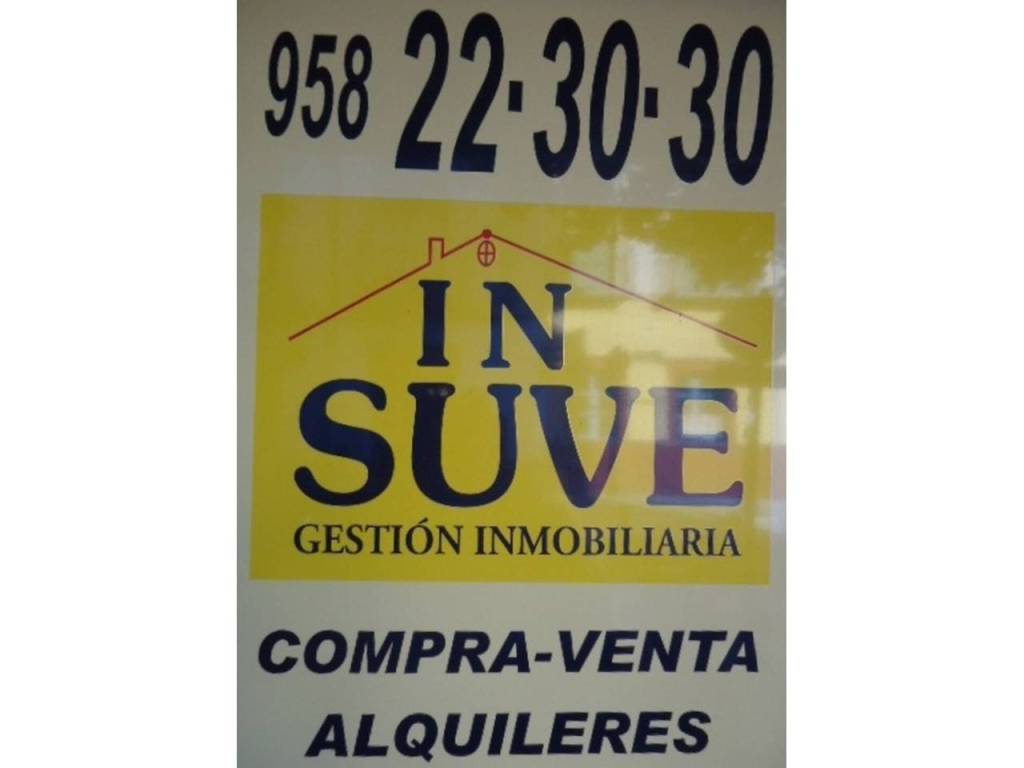 958 22·30·30
IN
SUVE
GESTIÓN INMOBILIARIA
COMPRA-VENTA
ALQUILERES